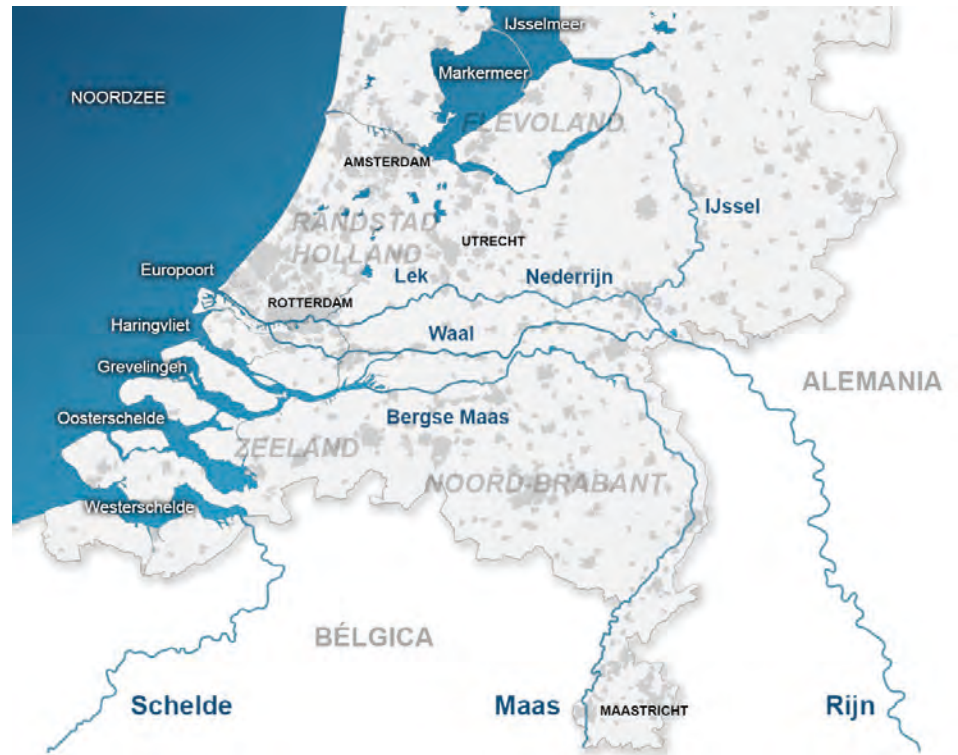 IJsselmeer
Markermeer
NOORDZEE
FLEVOLAND
AMSTERDAM
IJssel
RANDSTAD
HOLLAND
UTRECHT
Europoort
Lek
Nederrijn
ROTTERDAM
Haringvliet
Waal
Grevelingen
ALEMANIA
Oosterschelde
Bergse Maas
ZEELAND
NOORD-BRABANT
Westerschelde
BÉLGICA
Schelde
Maas
MAASTRICHT
Rijn